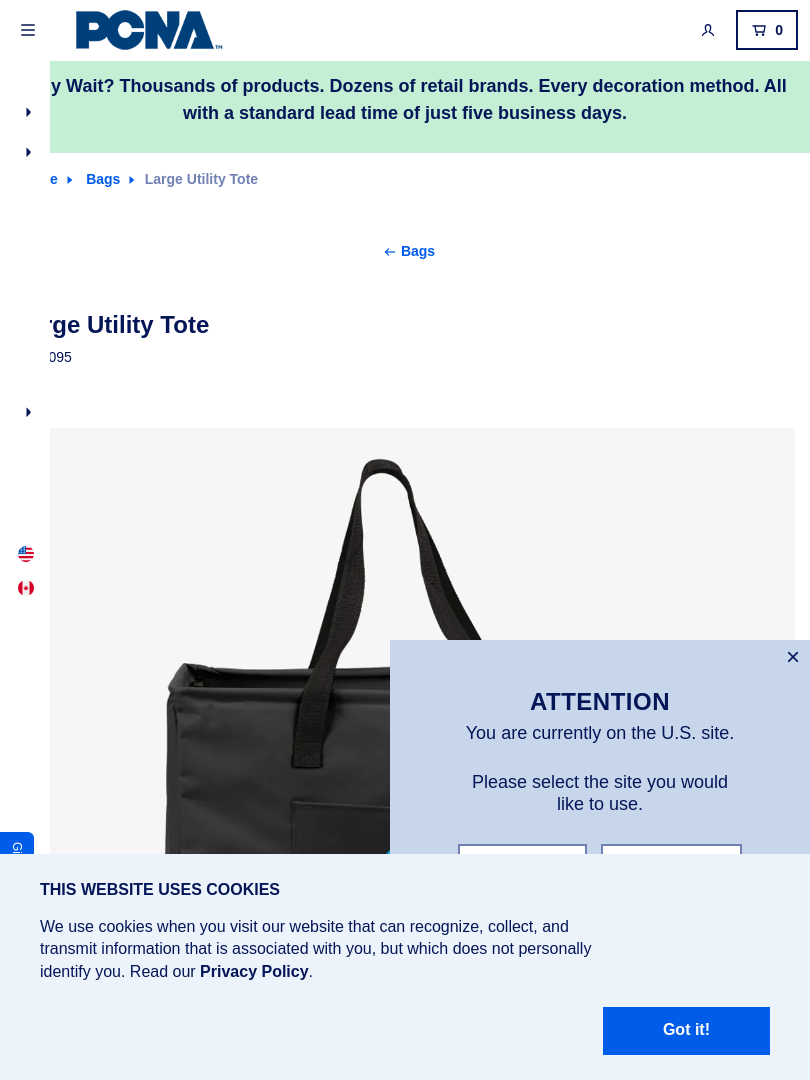 PCNA™
0
y Wait? Thousands of products. Dozens of retail brands. Every decoration method. All
with a standard lead time of just five business days.
e Bags Large Utility Tote
← Bags
rge Utility Tote
095
ATTENTION
You are currently on the U.S. site.
Please select the site you would
like to use.
THIS WEBSITE USES COOKIES
We use cookies when you visit our website that can recognize, collect, and
transmit information that is associated with you, but which does not personally
identify you. Read our Privacy Policy.
Got it!